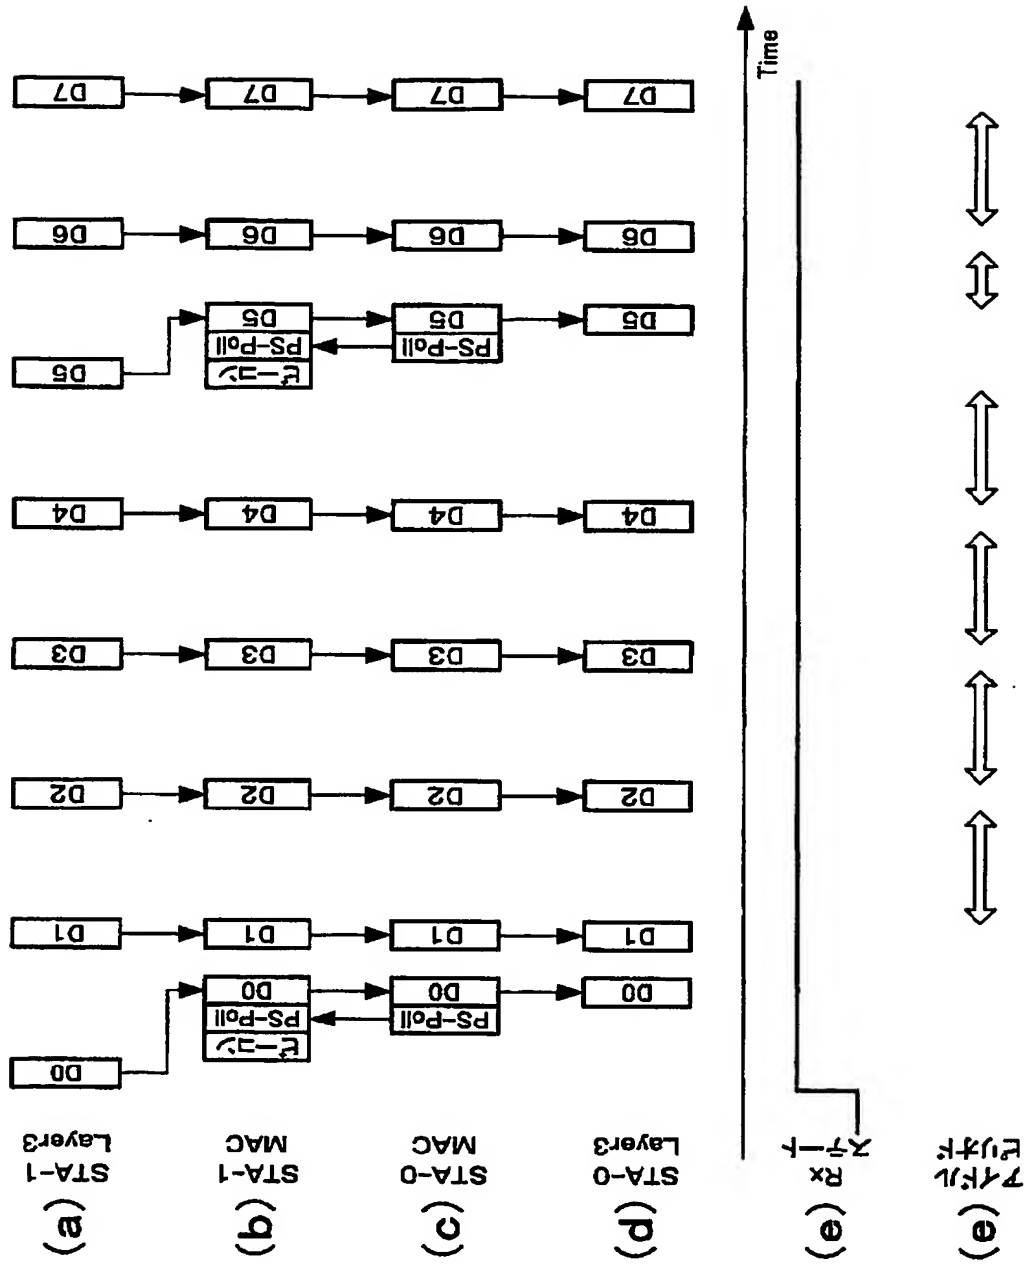 (a)
STA-1
Layer3
D0
D1
D2
D3
D4
D5
D6
D7
(b)
STA-1
MAC
ビーコン
PS-Poll
D0
D1
D2
D3
D4
ビーコン
PS-Poll
D5
D6
D7
(c)
STA-0
MAC
PS-Poll
D0
D1
D2
D3
D4
PS-Poll
D5
D6
D7
(d)
STA-0
Layer3
D0
D1
D2
D3
D4
D5
D6
D7
Time
(e)
Rx
ステート
(e)
アイドル
ピリオド